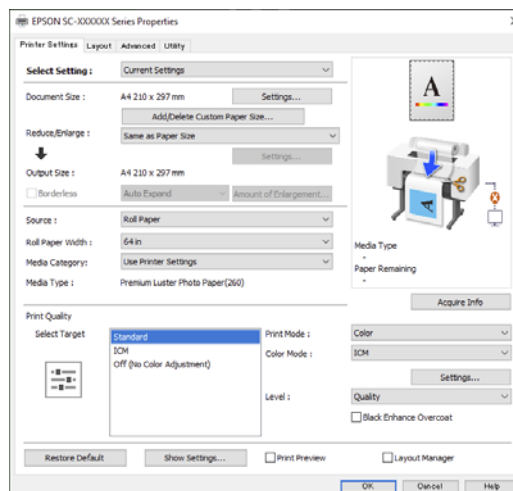 EPSON SC-XXXXXX Series Properties
Printer Settings Layout Advanced Utility
Select Setting : Current Settings
Document Size : A4 210 x 297 mm Settings...
Add/Delete Custom Paper Size...
Reduce/Enlarge : Same as Paper Size
Settings...
Output Size : A4 210 x 297 mm
Borderless Auto Expand Amount of Enlargement...
Source : Roll Paper
Roll Paper Width : 64 in
Media Category: Use Printer Settings
Media Type : Premium Luster Photo Paper(260)
A
A
Media Type
-
Paper Remaining
-
Acquire Info
Print Quality
Select Target
Standard
ICM
Off (No Color Adjustment)
Print Mode : Color
Color Mode : ICM
Settings...
Level : Quality
Black Enhance Overcoat
Restore Default Show Settings... Print Preview Layout Manager
OK Cancel Help